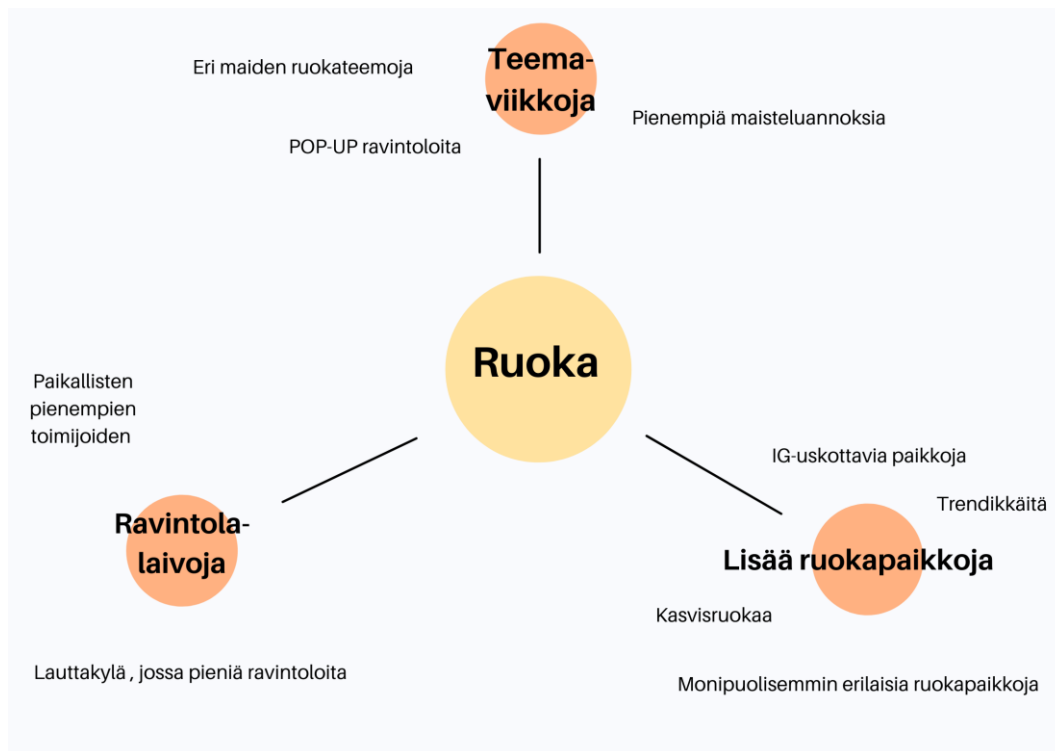 Teema-
viikkoja
Eri maiden ruokateemoja
Pienempiä maisteluannoksia
POP-UP ravintoloita
Ruoka
Paikallisten
pienempien
toimijoiden
Ravintola-
laivoja
Lauttakylä , jossa pieniä ravintoloita
IG-uskottavia paikkoja
Trendikkäitä
Lisää ruokapaikkoja
Kasvisruokaa
Monipuolisemmin erilaisia ruokapaikkoja